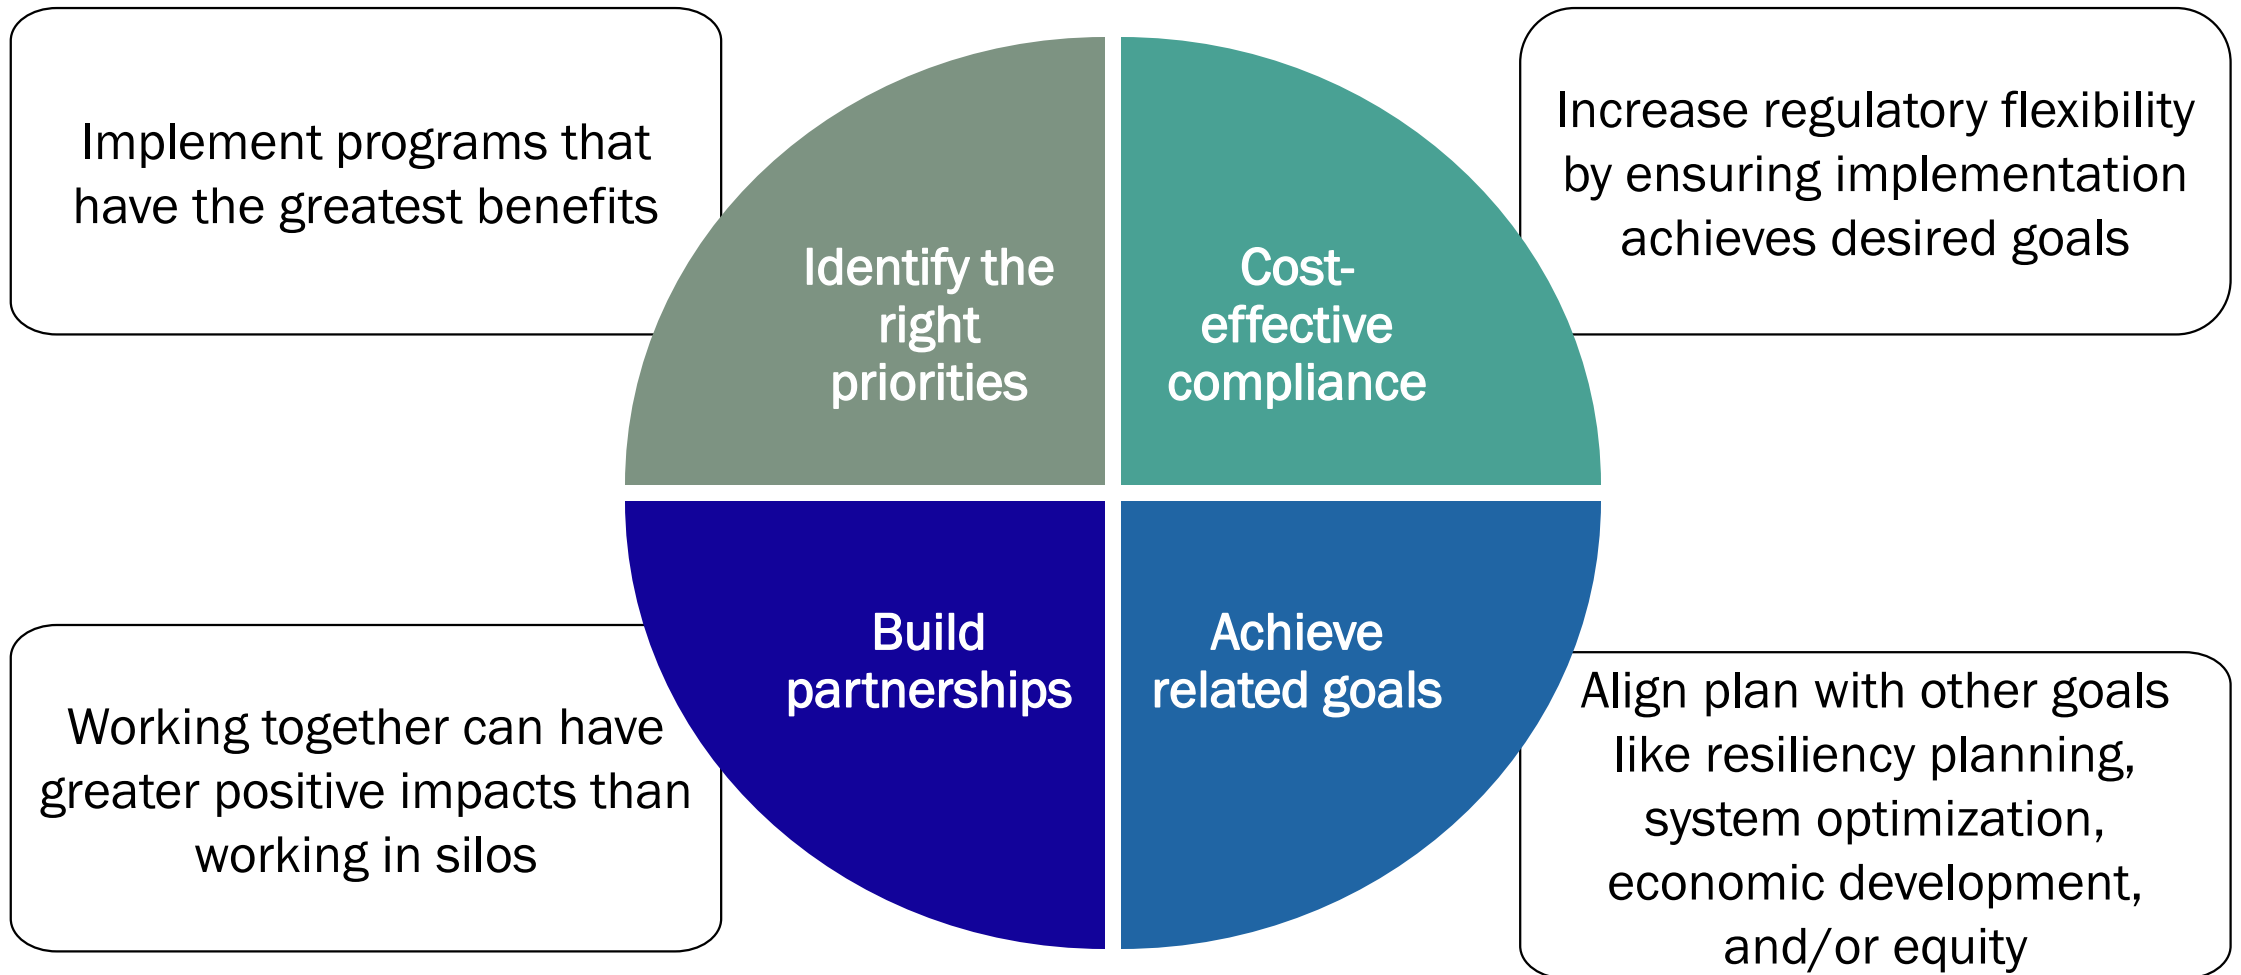 Implement programs that
have the greatest benefits
Identify the
right
priorities
Cost-
effective
compliance
Increase regulatory flexibility
by ensuring implementation
achieves desired goals
Working together can have
greater positive impacts than
working in silos
Build
partnerships
Achieve
related goals
Align plan with other goals
like resiliency planning,
system optimization,
economic development,
and/or equity